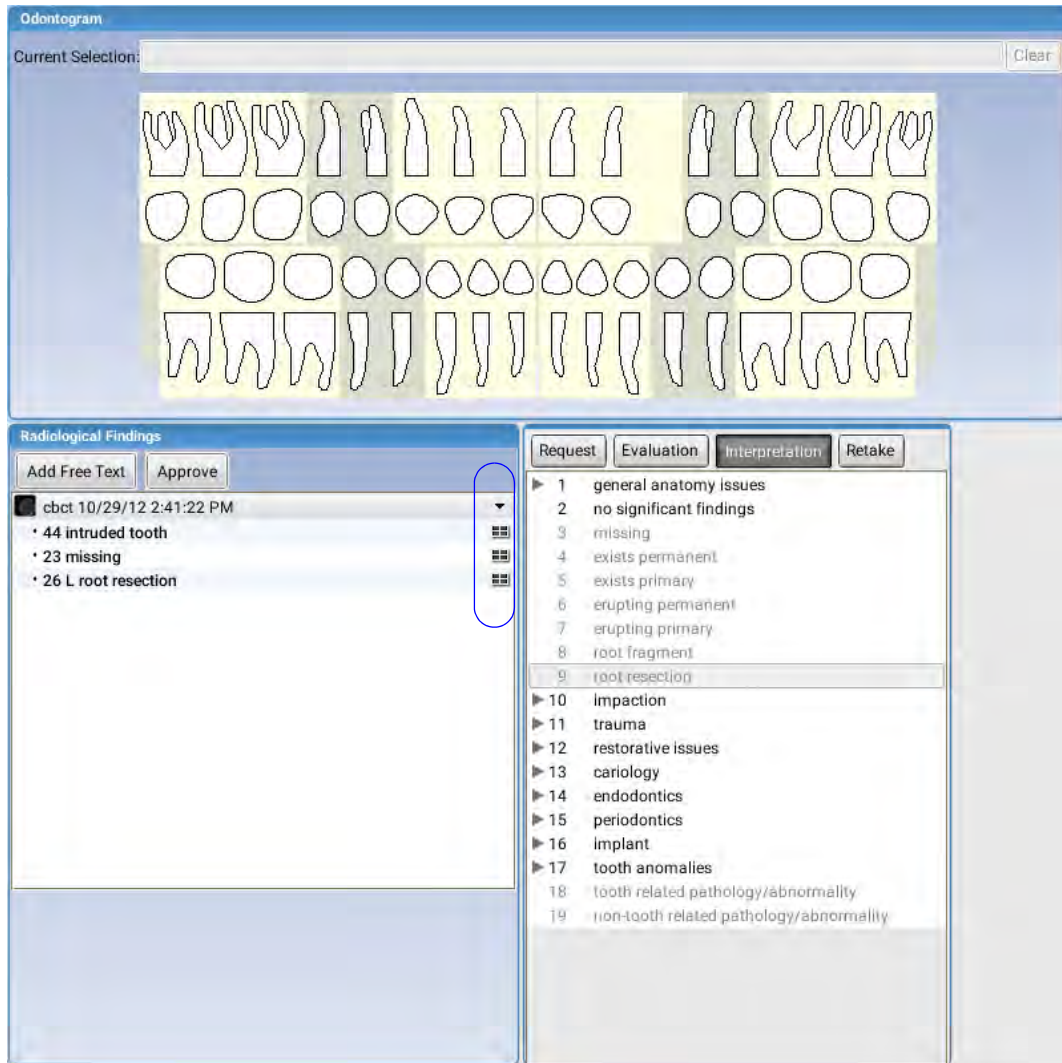 Odontogram
Current Selection: Clear
Radiological Findings
Add Free Text Approve
cbct 10/29/12 2:41:22 PM
• 44 intruded tooth
• 23 missing
• 26 L root resection
Request Evaluation Interpretation Retake
1 general anatomy issues
2 no significant findings
3 missing
4 exists permanent
5 exists primary
6 erupting permanent
7 erupting primary
8 root fragment
9 root resection
10 impaction
11 trauma
12 restorative issues
13 cariology
14 endodontics
15 periodontics
16 implant
17 tooth anomalies
18 tooth related pathology/abnormality
19 non-tooth related pathology/abnormality